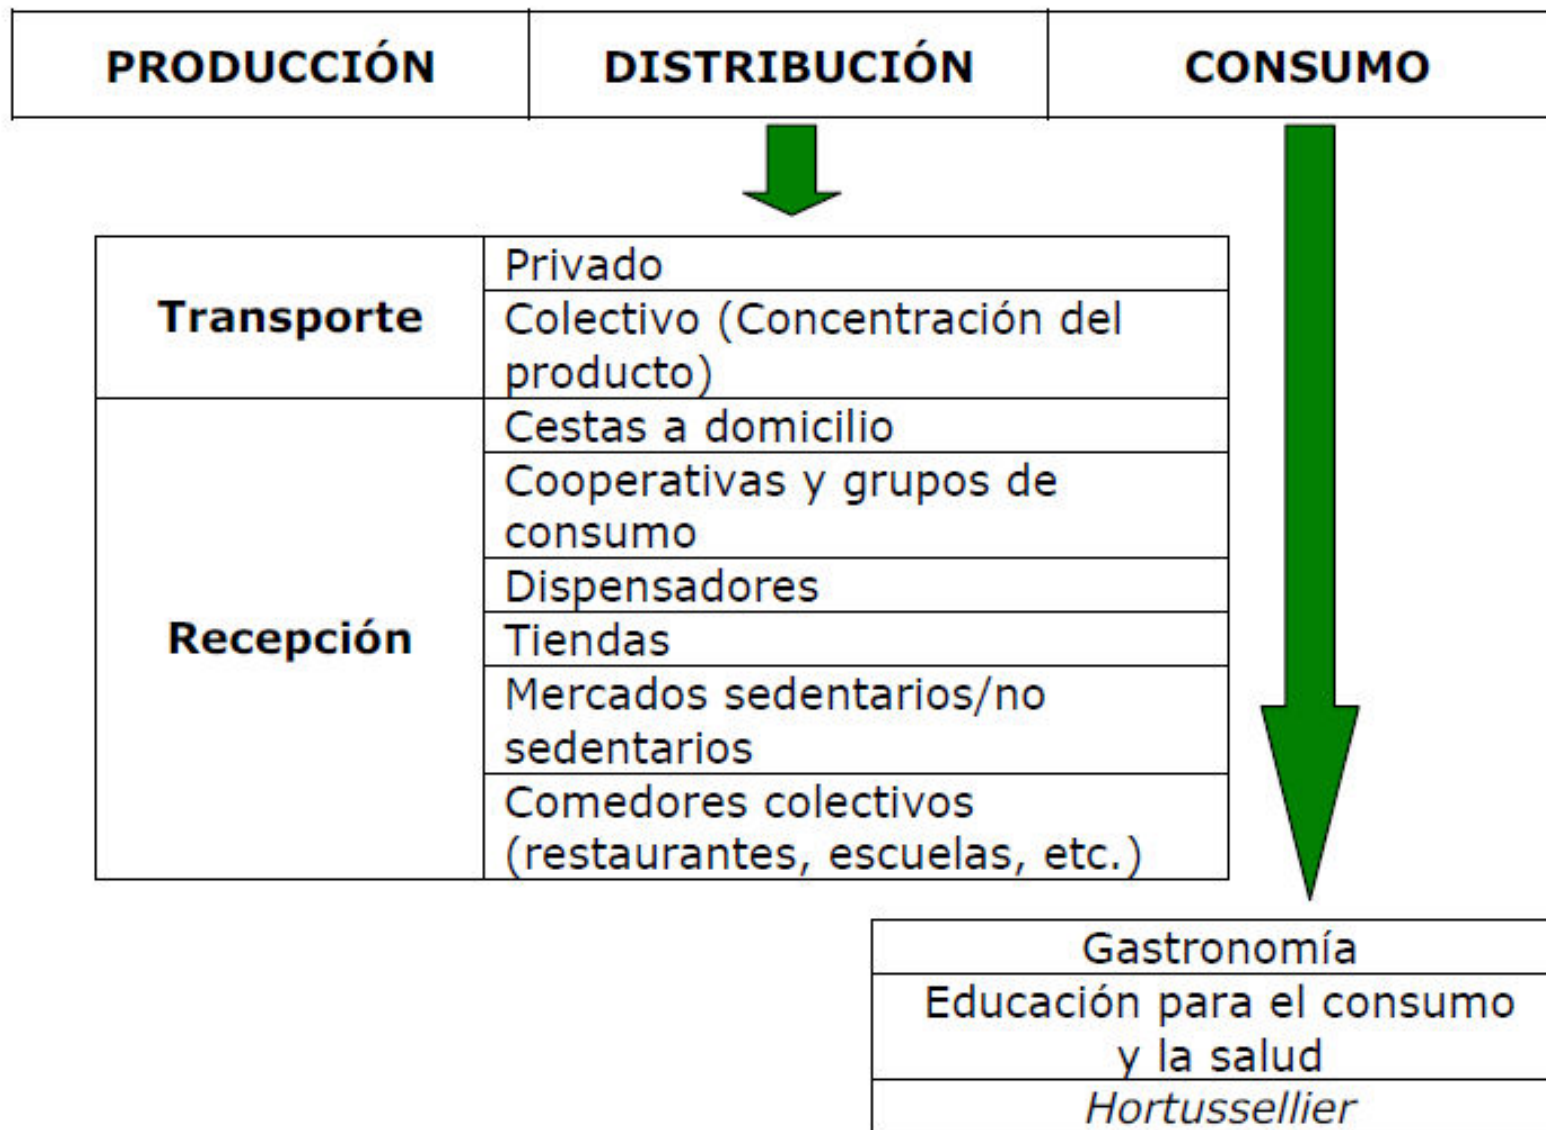 PRODUCCIÓN DISTRIBUCIÓN CONSUMO
Transporte
Privado
Colectivo (Concentración del
producto)
Recepción
Cestas a domicilio
Cooperativas y grupos de
consumo
Dispensadores
Tiendas
Mercados sedentarios/no
sedentarios
Comedores colectivos
(restaurantes, escuelas, etc.)
Gastronomía
Educación para el consumo
y la salud
Hortussellier